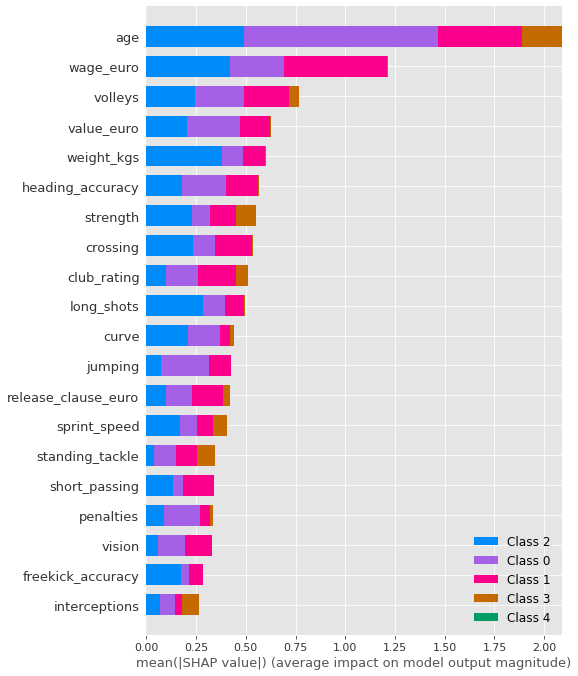 age
wage_euro
volleys
value_euro
weight_kgs
heading_accuracy
strength
crossing
club_rating
long_shots
curve
jumping
release_clause_euro
sprint_speed
standing_tackle
short_passing
penalties
vision
freekick_accuracy
interceptions
Class 2
Class 0
Class 1
Class 3
Class 4
0.00 0.25 0.50 0.75 1.00 1.25 1.50 1.75 2.00
mean(|SHAP value|) (average impact on model output magnitude)